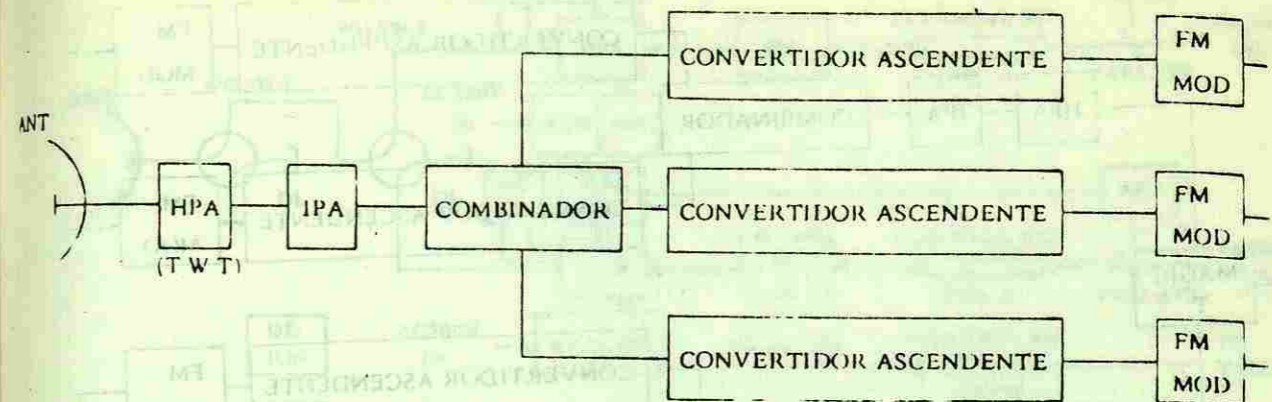 CONVERTIDOR ASCENDENTE
FM
MOD
ANT
HPA
(TWT)
IPA
COMBINADOR
CONVERTIDOR ASCENDENTE
FM
MOD
CONVERTIDOR ASCENDENTE
FM
MOD